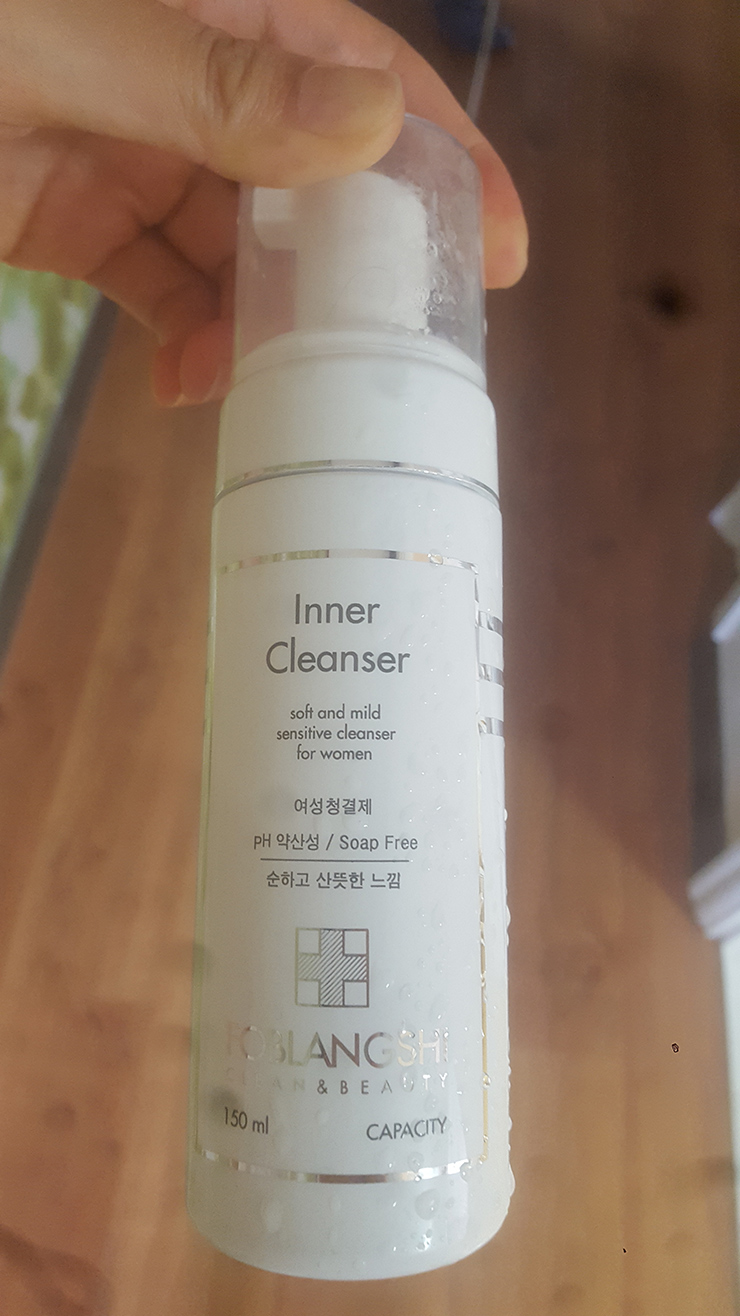 Inner
Cleanser
soft and mild
sensitive cleanser
for women
여성청결제
pH 약산성 / Soap Free
순하고 산뜻한 느낌
FOBLANGSHE
CLEAN&BEAUTY
150 ml CAPACITY